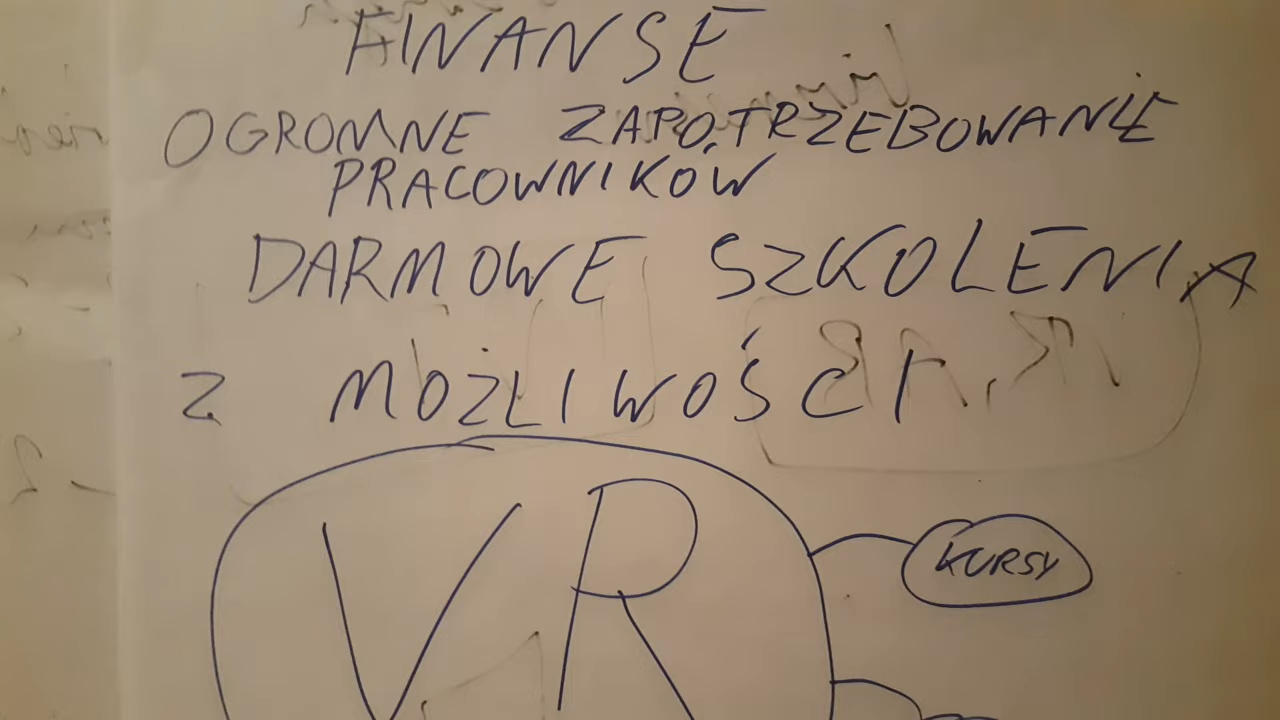 FINANSE
OGROMNE ZAPOTRZEBOWANIE
PRACOWNIKÓW
DARMOWE SZKOLENIA
Z MOŻLIWOŚCI
VR
KURSY